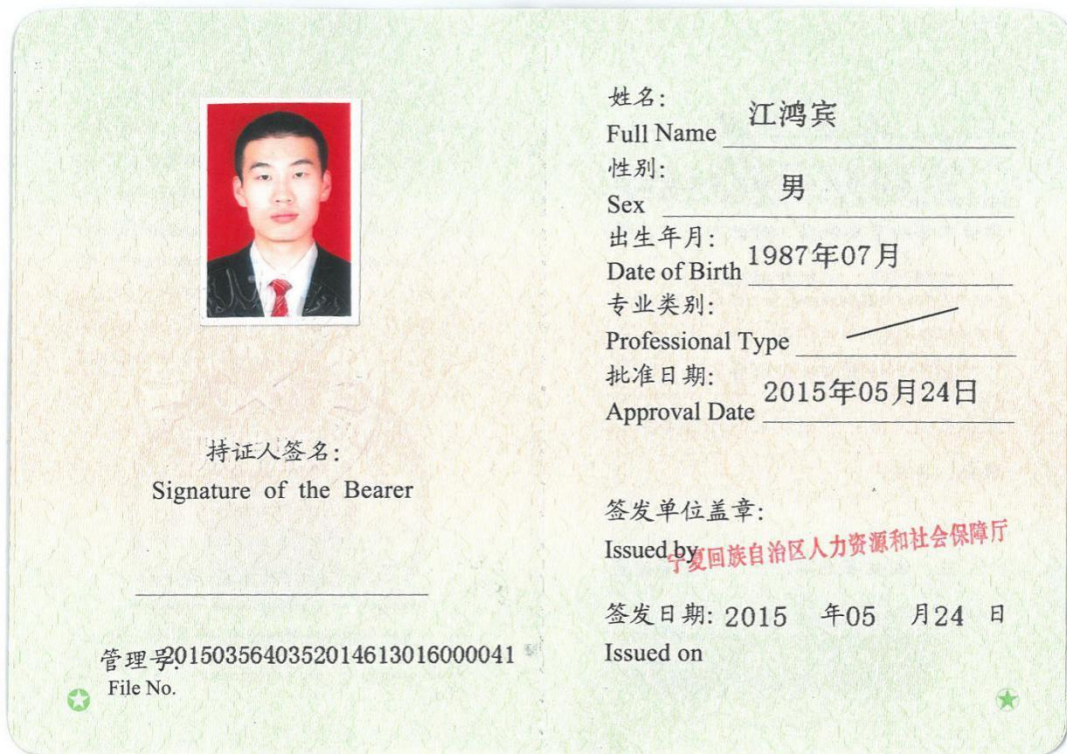 持证人签名:
Signature of the Bearer
管理号:2015035640352014613016000041
File No.
姓名: 江鸿宾
Full Name
性别: 男
Sex
出生年月: 1987年07月
Date of Birth
专业类别:
Professional Type
批准日期: 2015年05月24日
Approval Date
签发单位盖章:
Issued by 宁夏回族自治区人力资源和社会保障厅
签发日期: 2015 年05 月24 日
Issued on